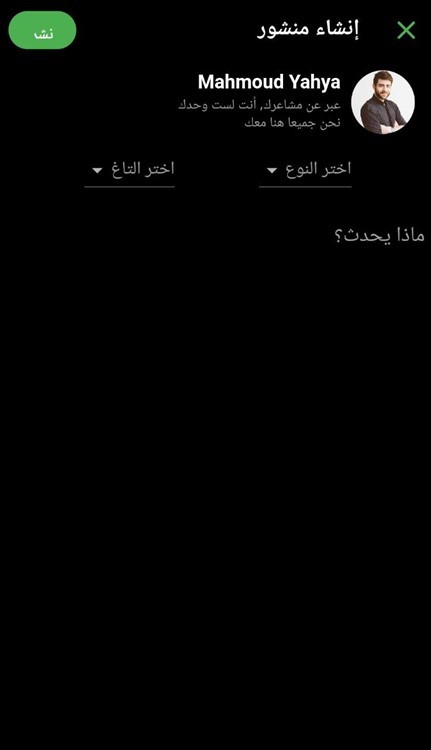 إنشاء منشور
نشر
Mahmoud Yahya
عبر عن مشاعرك, أنت لست وحدك
نحن جميعا هنا معك
اختر النوع
اختر التاغ
ماذا يحدث؟